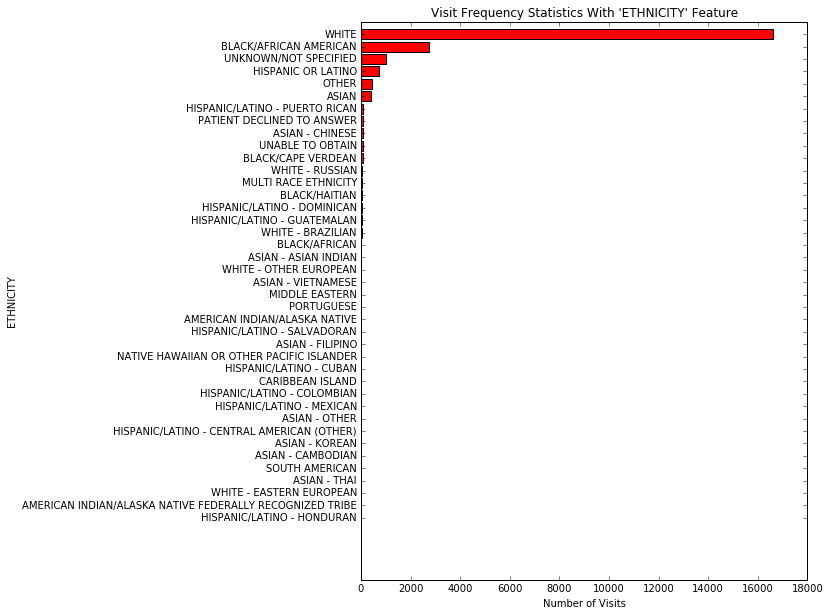 Visit Frequency Statistics With 'ETHNICITY' Feature
WHITE
BLACK/AFRICAN AMERICAN
UNKNOWN/NOT SPECIFIED
HISPANIC OR LATINO
OTHER
ASIAN
HISPANIC/LATINO - PUERTO RICAN
PATIENT DECLINED TO ANSWER
ASIAN - CHINESE
UNABLE TO OBTAIN
BLACK/CAPE VERDEAN
WHITE - RUSSIAN
MULTI RACE ETHNICITY
BLACK/HAITIAN
HISPANIC/LATINO - DOMINICAN
HISPANIC/LATINO - GUATEMALAN
WHITE - BRAZILIAN
BLACK/AFRICAN
ASIAN - ASIAN INDIAN
WHITE - OTHER EUROPEAN
ASIAN - VIETNAMESE
MIDDLE EASTERN
PORTUGUESE
AMERICAN INDIAN/ALASKA NATIVE
HISPANIC/LATINO - SALVADORAN
ASIAN - FILIPINO
NATIVE HAWAIIAN OR OTHER PACIFIC ISLANDER
HISPANIC/LATINO - CUBAN
CARIBBEAN ISLAND
HISPANIC/LATINO - COLOMBIAN
HISPANIC/LATINO - MEXICAN
ASIAN - OTHER
HISPANIC/LATINO - CENTRAL AMERICAN (OTHER)
ASIAN - KOREAN
ASIAN - CAMBODIAN
SOUTH AMERICAN
ASIAN - THAI
WHITE - EASTERN EUROPEAN
AMERICAN INDIAN/ALASKA NATIVE FEDERALLY RECOGNIZED TRIBE
HISPANIC/LATINO - HONDURAN
ETHNICITY
0 2000 4000 6000 8000 10000 12000 14000 16000 18000
Number of Visits